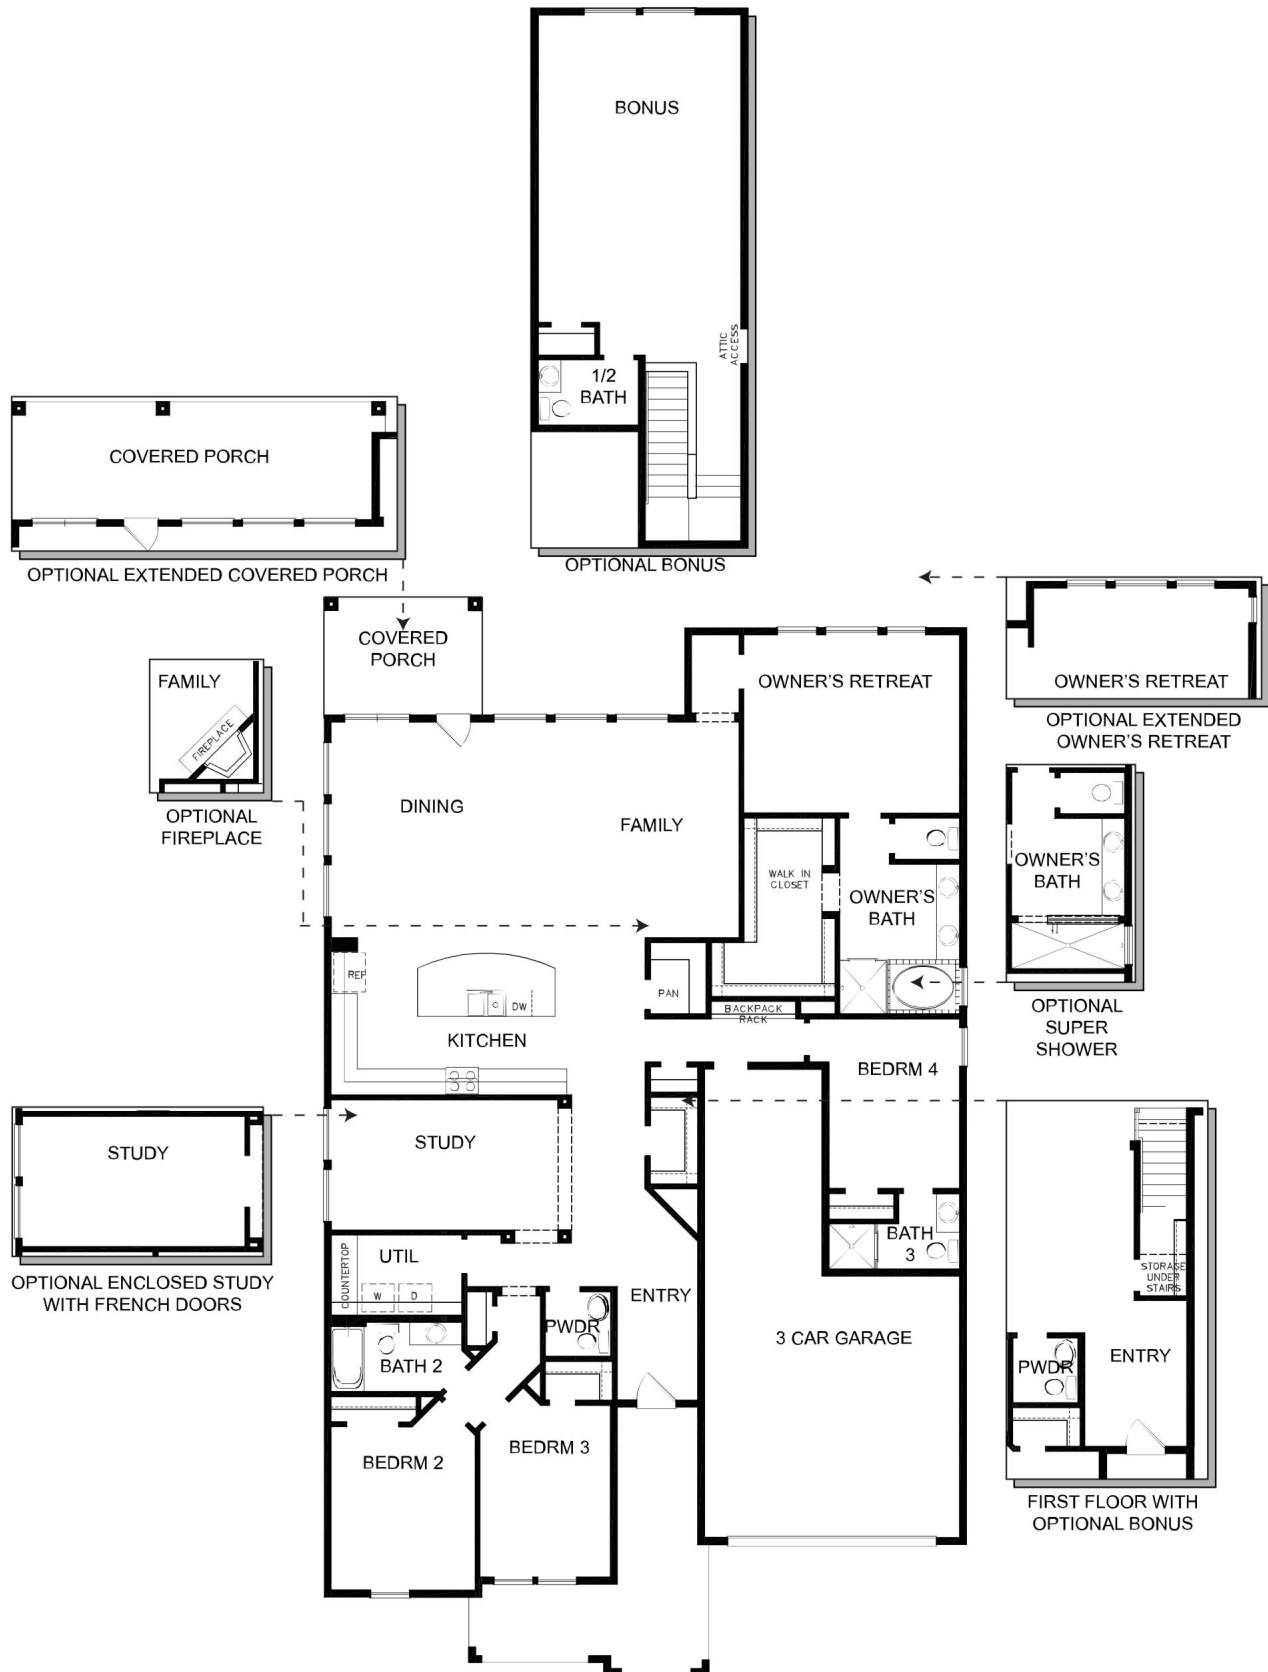 BONUS
ATTIC
ACCESS
1/2
BATH
OPTIONAL BONUS
COVERED PORCH
OPTIONAL EXTENDED COVERED PORCH
OWNER'S RETREAT
OPTIONAL EXTENDED
OWNER'S RETREAT
FAMILY
FIREPLACE
OPTIONAL
FIREPLACE
COVERED
PORCH
OWNER'S RETREAT
DINING
FAMILY
WALK IN
CLOSET
OWNER'S
BATH
OWNER'S
BATH
OPTIONAL
SUPER
SHOWER
REF
DW
PAN
KITCHEN
BACKPACK
RACK
BEDRM 4
STUDY
OPTIONAL ENCLOSED STUDY
WITH FRENCH DOORS
STUDY
BATH
3
COUNTERTOP
UTIL
W
D
PWDR
ENTRY
3 CAR GARAGE
BATH 2
BEDRM 2
BEDRM 3
STORAGE
UNDER
STAIRS
PWDR
ENTRY
FIRST FLOOR WITH
OPTIONAL BONUS